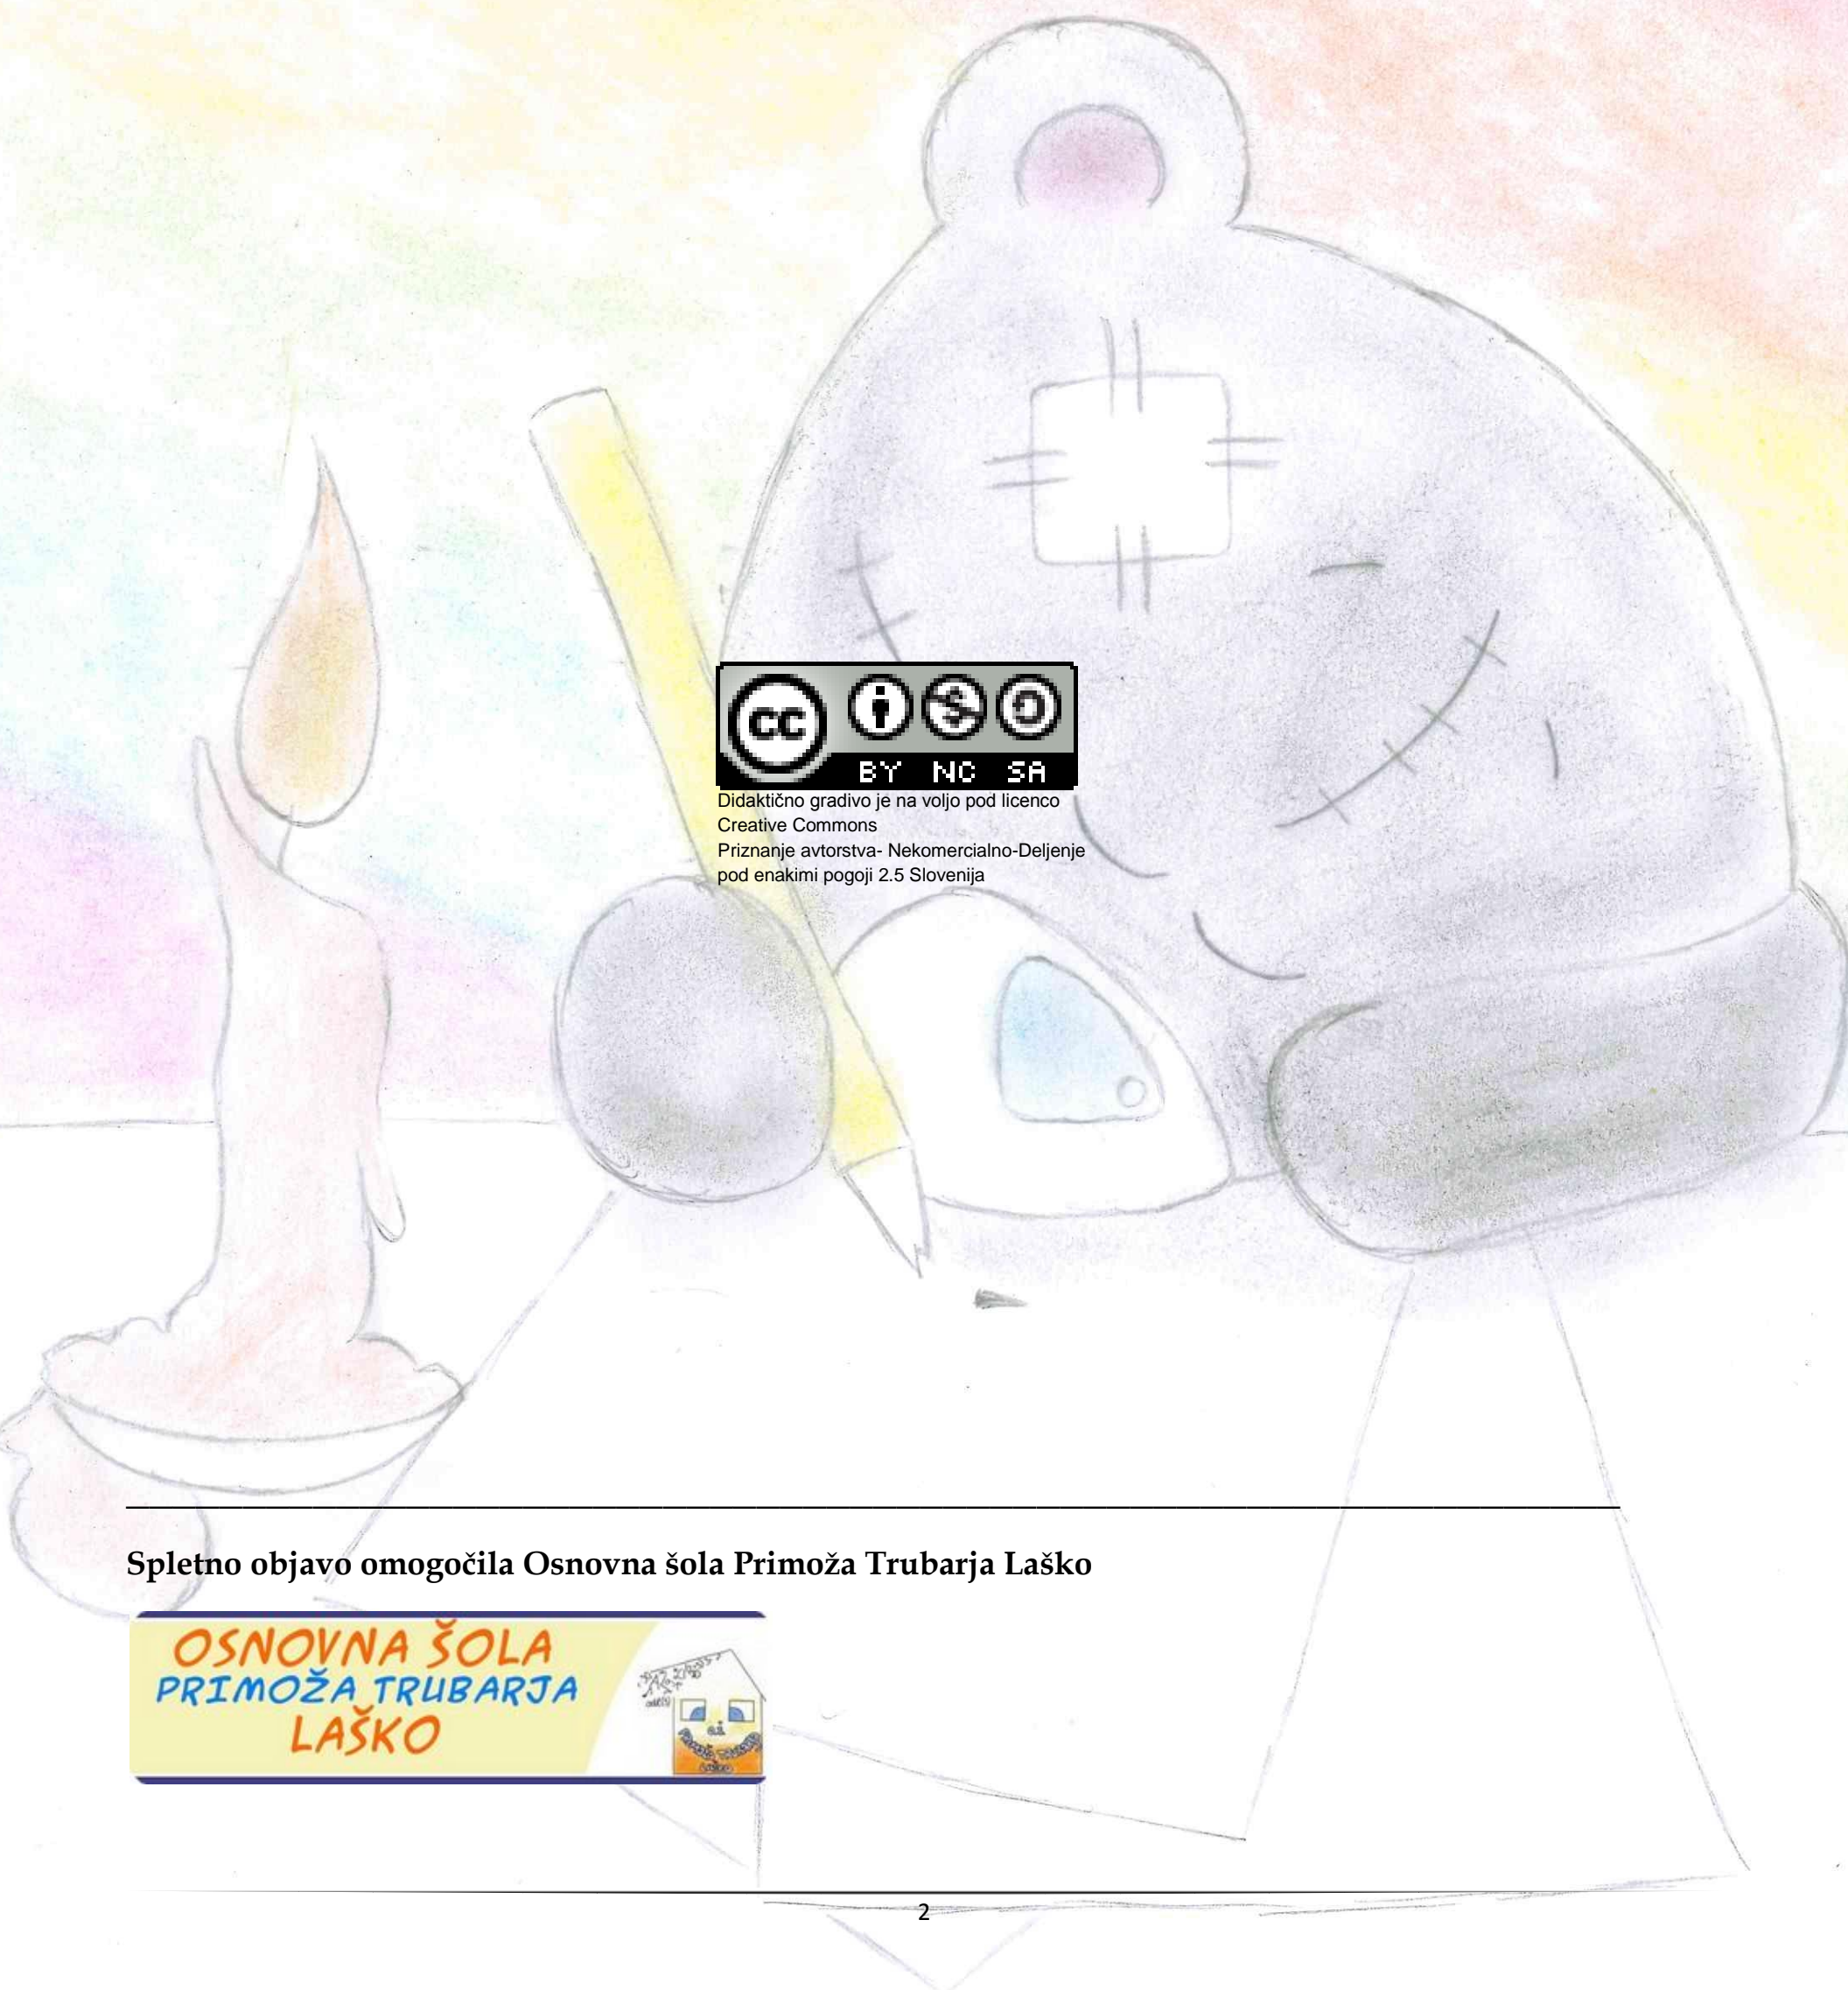 CC BY NC SA
Didaktično gradivo je na voljo pod licenco
Creative Commons
Priznanje avtorstva- Nekomercialno-Deljenje
pod enakimi pogoji 2.5 Slovenija
Spletno objavo omogočila Osnovna šola Primoža Trubarja Laško
OSNOVNA ŠOLA
PRIMOŽA TRUBARJA
LAŠKO
2